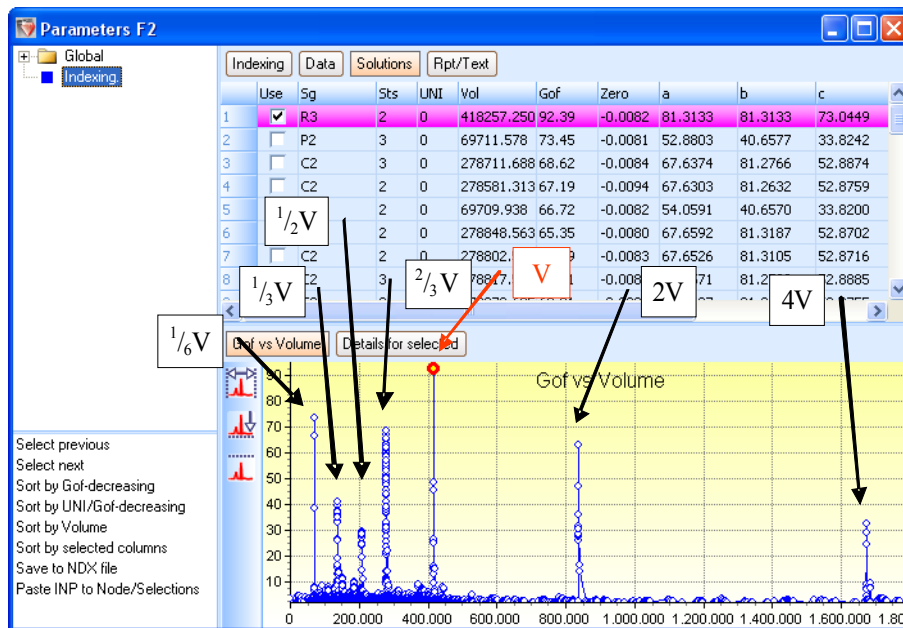 Parameters F2
Global
Indexing.
Indexing Data Solutions Rpt/Text
Use Sg Sts UNI Vol Gof Zero a b c
1 R3 2 0 418257.250 92.39 -0.0082 81.3133 81.3133 73.0449
2 P2 3 0 69711.578 73.45 -0.0081 52.8803 40.6577 33.8242
3 C2 3 0 278711.688 68.62 -0.0084 67.6374 81.2766 52.8874
4 C2 2 0 278581.313 67.19 -0.0094 67.6303 81.2632 52.8759
5 2 0 69709.938 66.72 -0.0082 54.0591 40.6570 33.8200
6 2 0 278848.563 65.35 -0.0080 67.6592 81.3187 52.8702
7 C2 2 0 278802. -0.0083 67.6526 81.3105 52.8716
8 3 0 2.8885
1/2V
1/3V
2/3V
V
2V
4V
1/6V
Gof vs Volume Details for selected
Gof vs Volume
90
80
70
60
50
40
30
20
10
0 200.000 400.000 600.000 800.000 1.000.000 1.200.000 1.400.000 1.600.000 1.80
Select previous
Select next
Sort by Gof-decreasing
Sort by UNI/Gof-decreasing
Sort by Volume
Sort by selected columns
Save to NDX file
Paste INP to Node/Selections